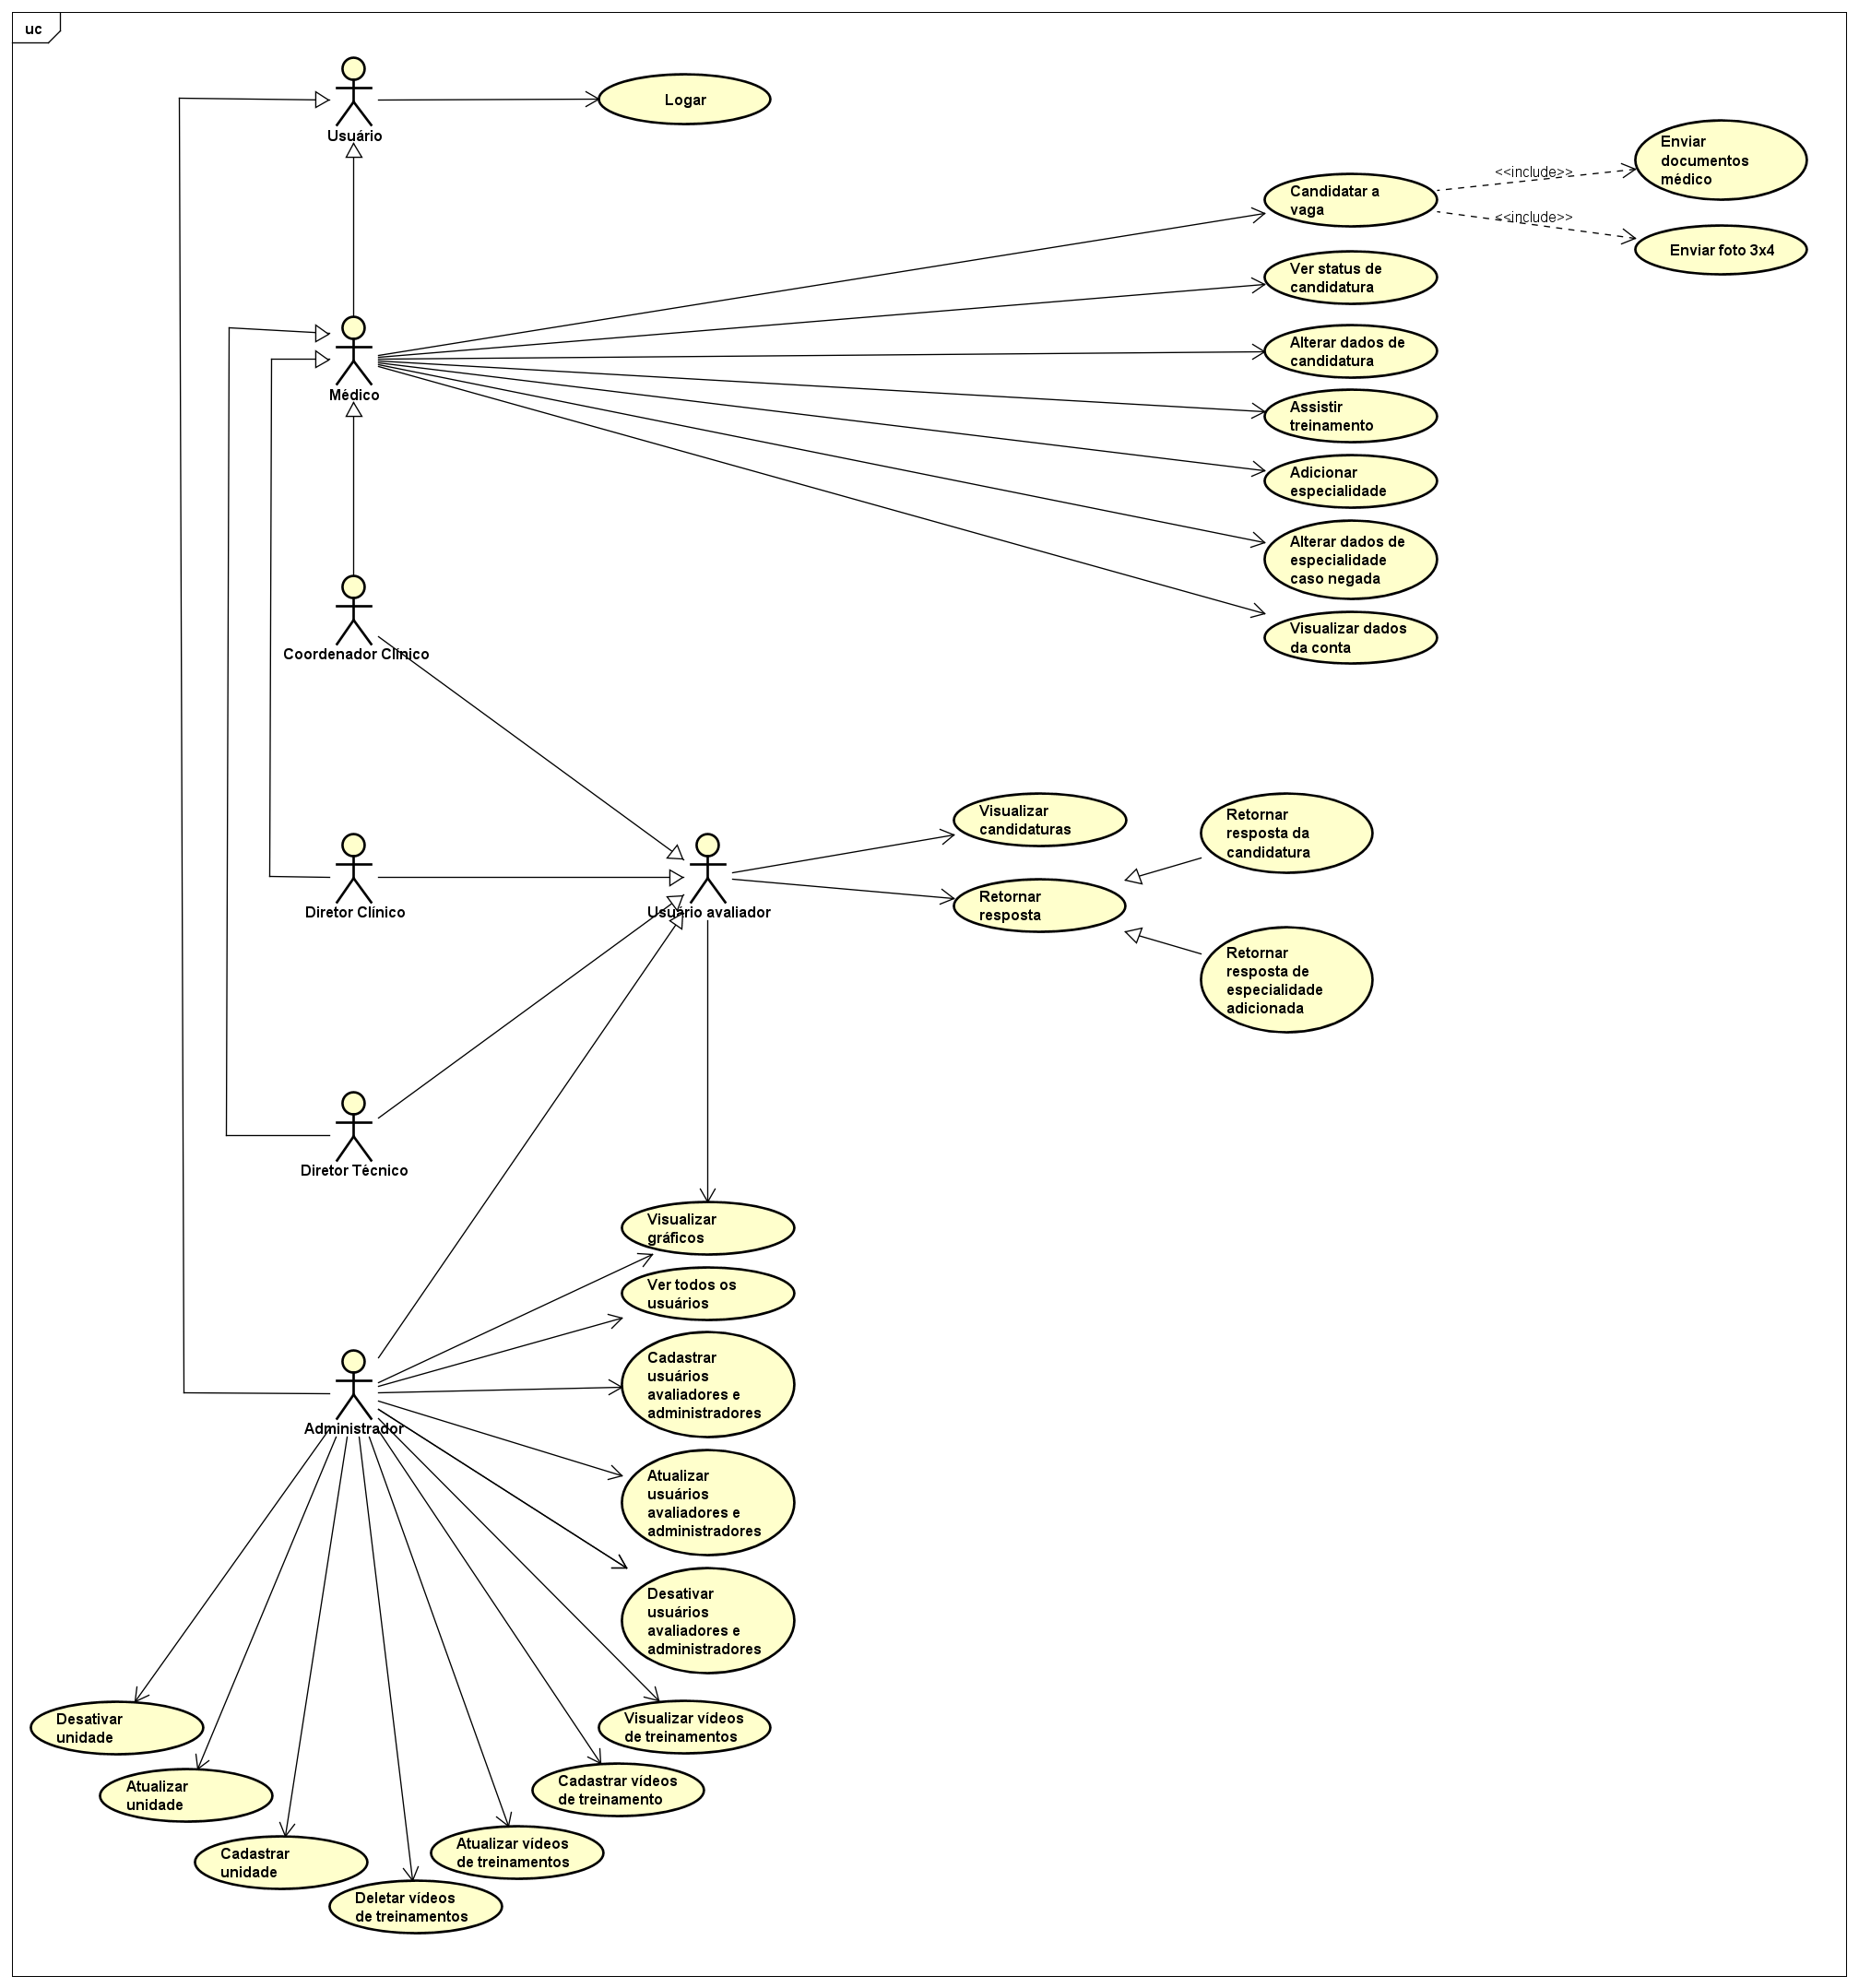 uc
Usuário
Logar
Enviar
documentos
médico
<<include>>
Candidatar a
vaga
<<include>>
Enviar foto 3x4
Ver status de
candidatura
Alterar dados de
candidatura
Médico
Assistir
treinamento
Adicionar
especialidade
Alterar dados de
especialidade
caso negada
Visualizar dados
da conta
Coordenador Clínico
Visualizar
candidaturas
Retornar
resposta da
candidatura
Diretor Clínico
Usuário avaliador
Retornar
resposta
Retornar
resposta de
especialidade
adicionada
Diretor Técnico
Visualizar
gráficos
Ver todos os
usuários
Cadastrar
usuários
avaliadores e
administradores
Administrador
Atualizar
usuários
avaliadores e
administradores
Desativar
usuários
avaliadores e
administradores
Desativar
unidade
Visualizar vídeos
de treinamentos
Atualizar
unidade
Cadastrar vídeos
de treinamento
Cadastrar
unidade
Atualizar vídeos
de treinamentos
Deletar vídeos
de treinamentos